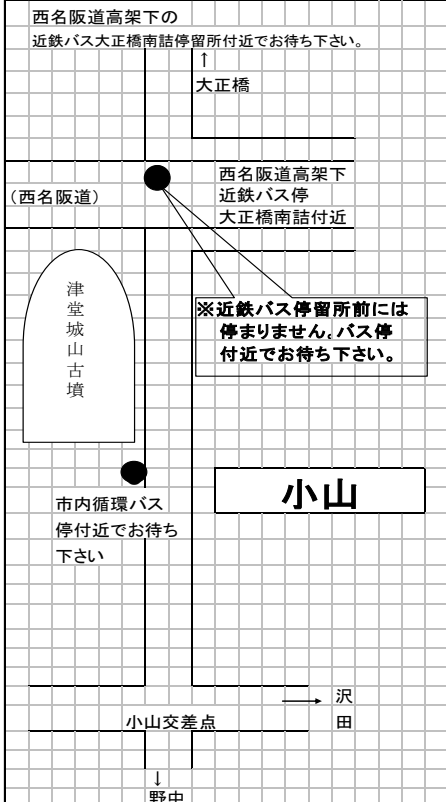 西名阪道高架下の
近鉄バス大正橋南詰停留所付近でお待ち下さい。
↑
大正橋
西名阪道高架下
近鉄バス停
大正橋南詰付近
(西名阪道)
津堂城山古墳
※近鉄バス停留所前には
停まりません。バス停
付近でお待ち下さい。
小山
市内循環バス
停付近でお待ち
下さい
→ 沢田
小山交差点
↓
野中